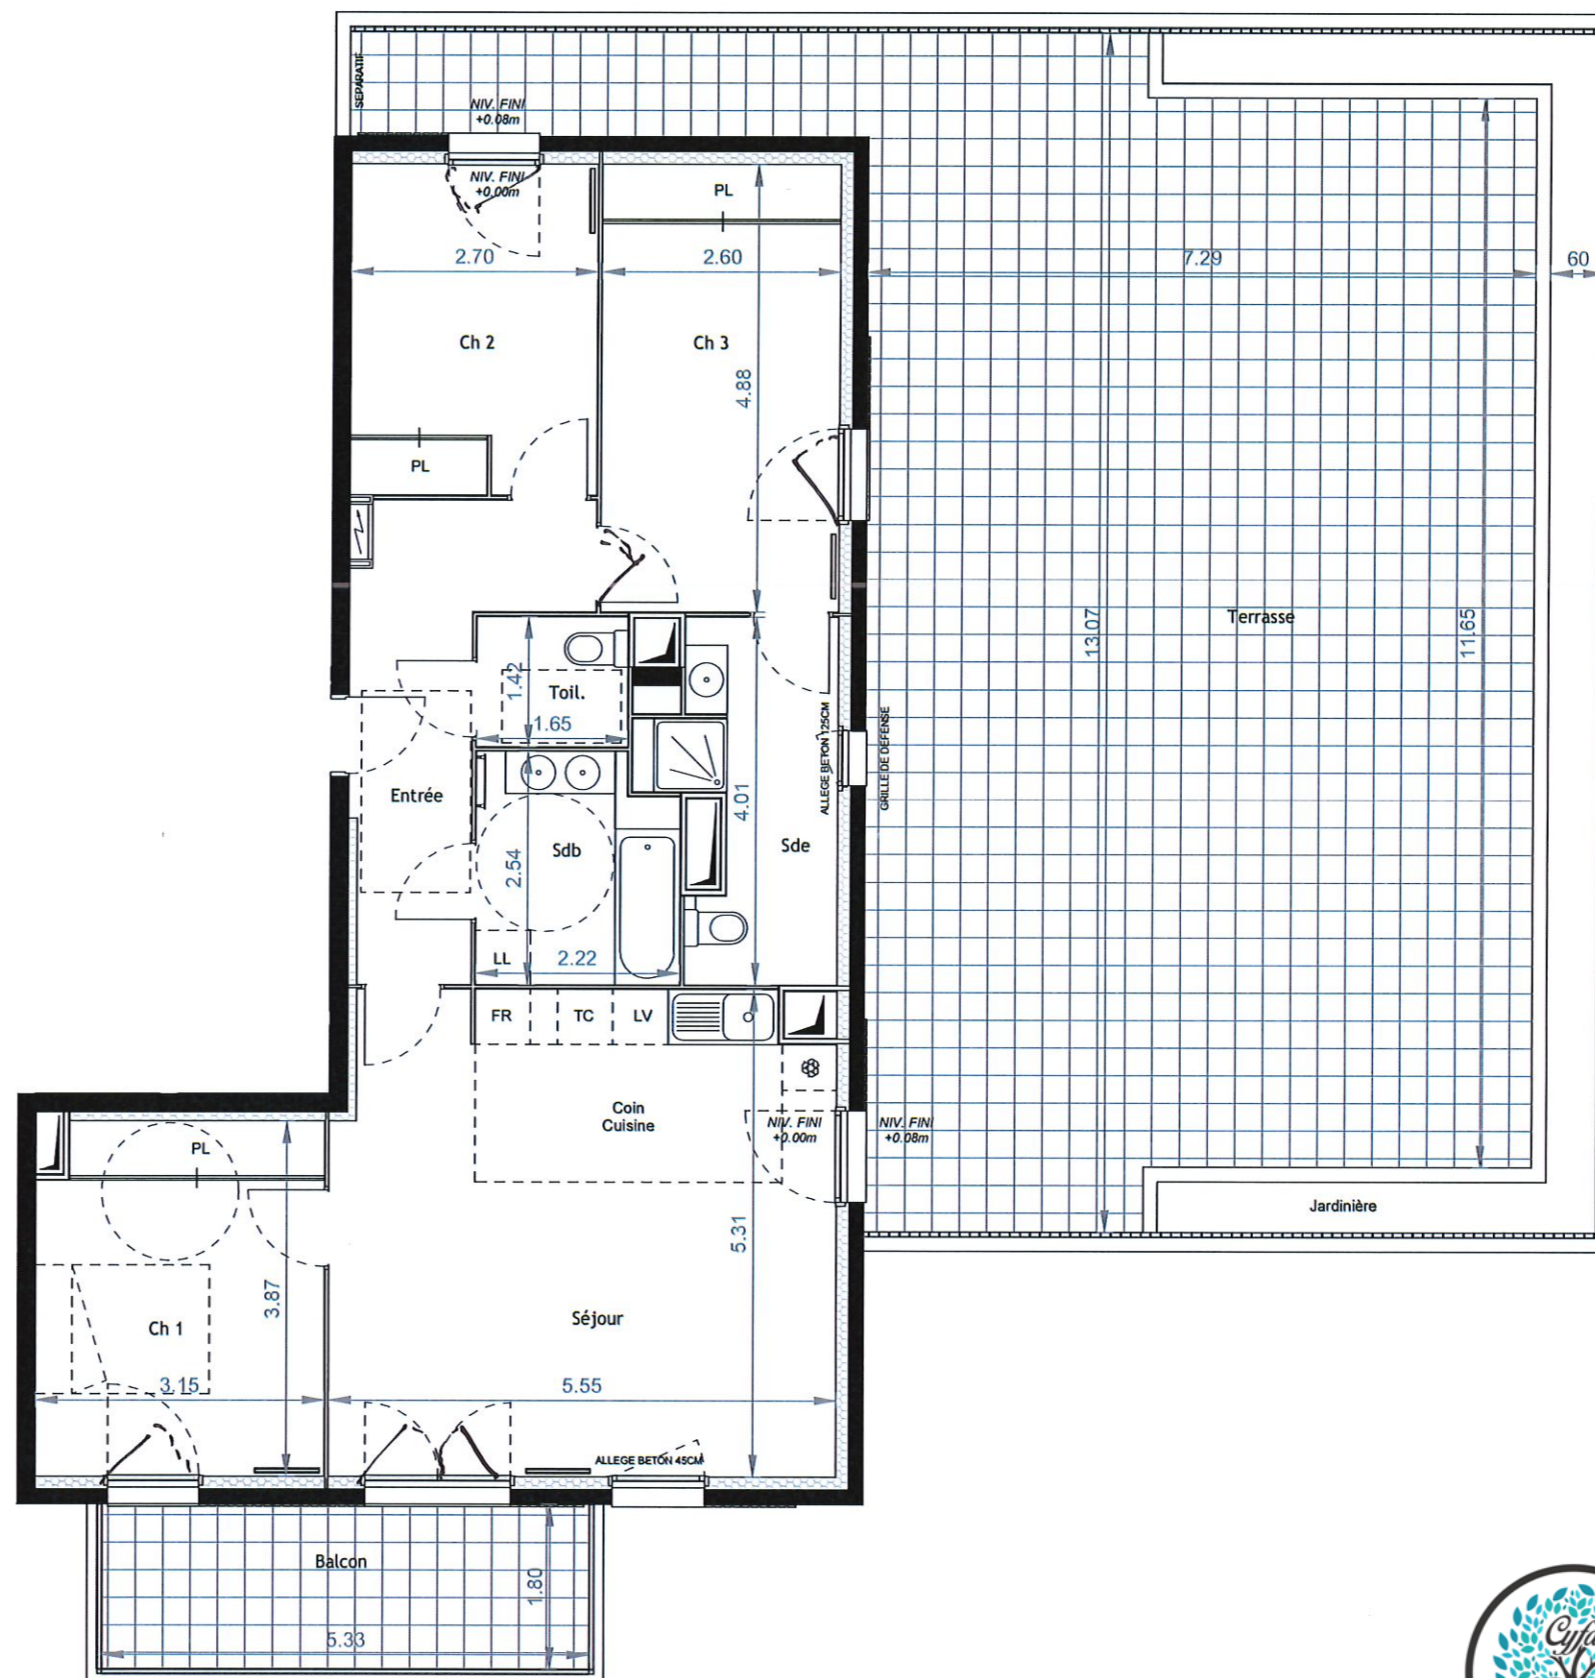 SEPARATIF
NIV. FINI
+0.08m
NIV. FINI
+0.00m
PL
2.70
2.60
7.29
60
Ch 2
Ch 3
4.88
PL
13.07
Terrasse
11.65
1.42
Toil.
1.65
ALLEGE BETON 125CM
GRILLE DE DEFENSE
Entrée
4.01
Sdb
Sde
2.54
LL
2.22
FR
TC
LV
Coin
Cuisine
NIV. FINI
+0.00m
NIV. FINI
+0.08m
PL
Jardinière
5.31
3.87
Séjour
Ch 1
3.15
5.55
ALLEGE BETON 45CM
Balcon
1.80
5.33